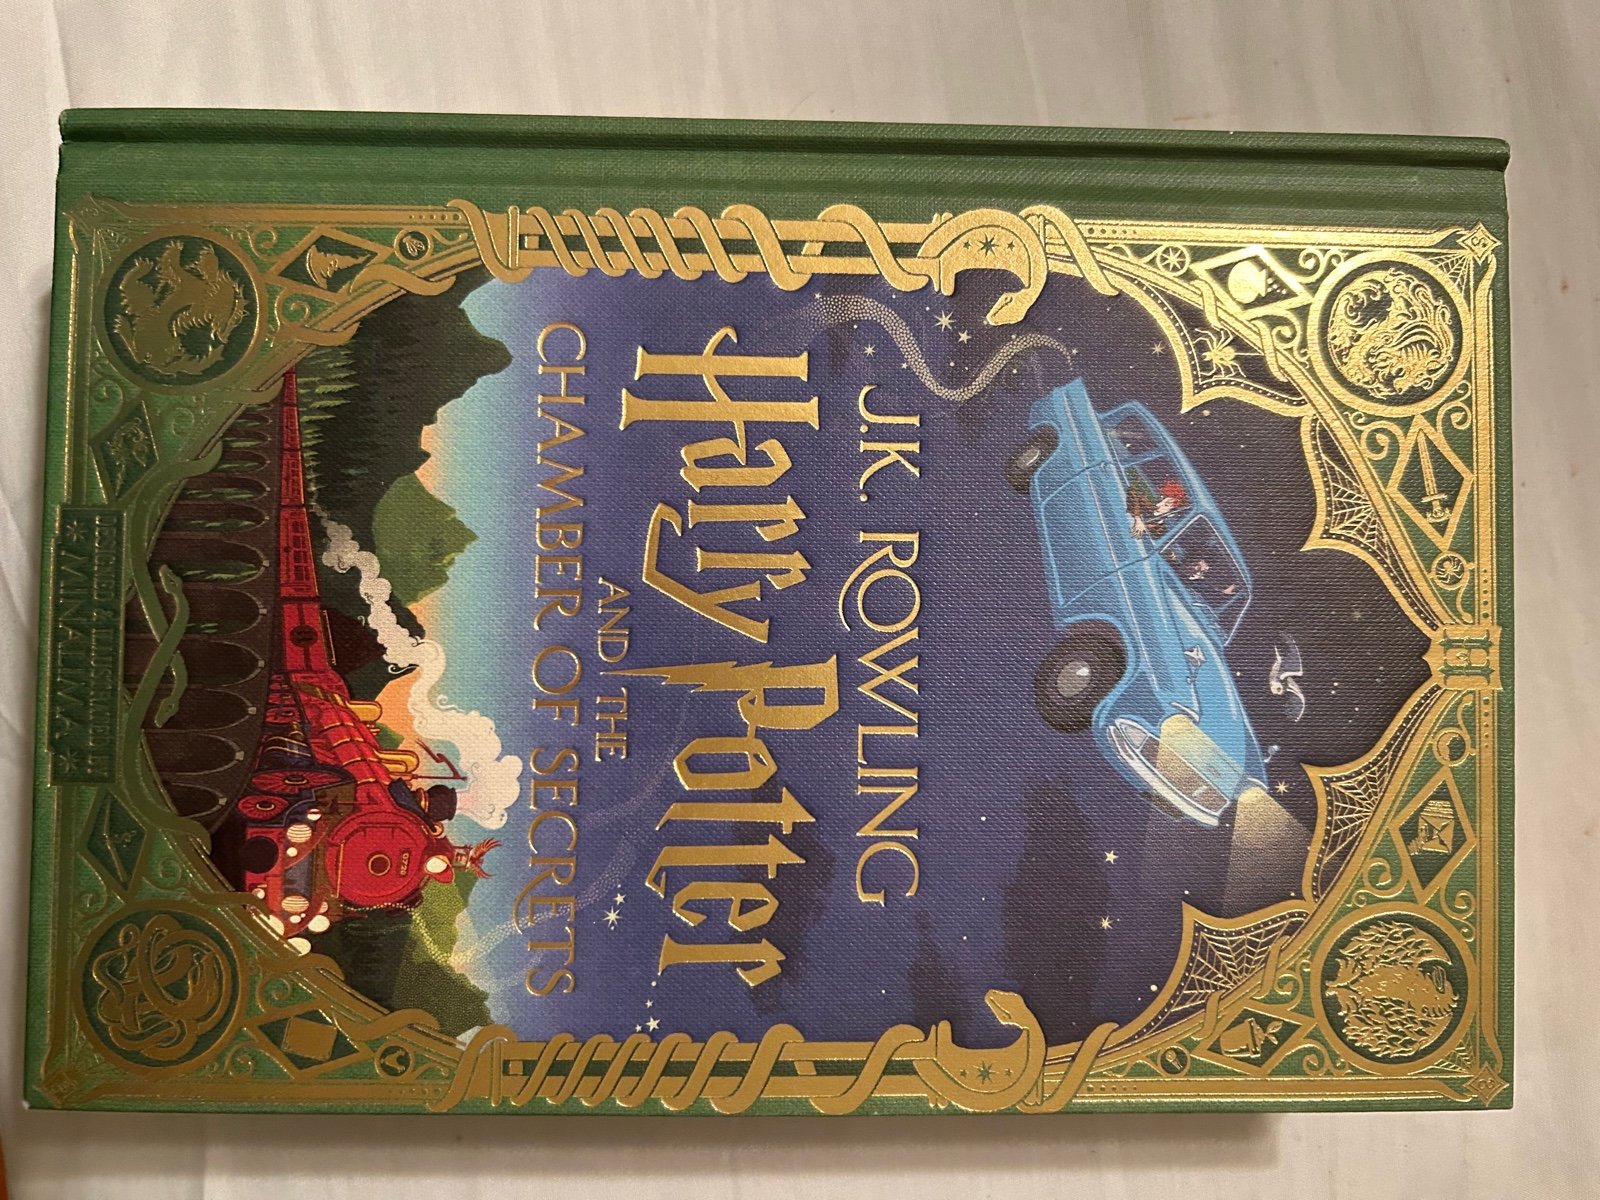 J.K. ROWLING
Harry Potter
AND THE
CHAMBER OF SECRETS
DESIGNED & ILLUSTRATED BY
MINALIMA